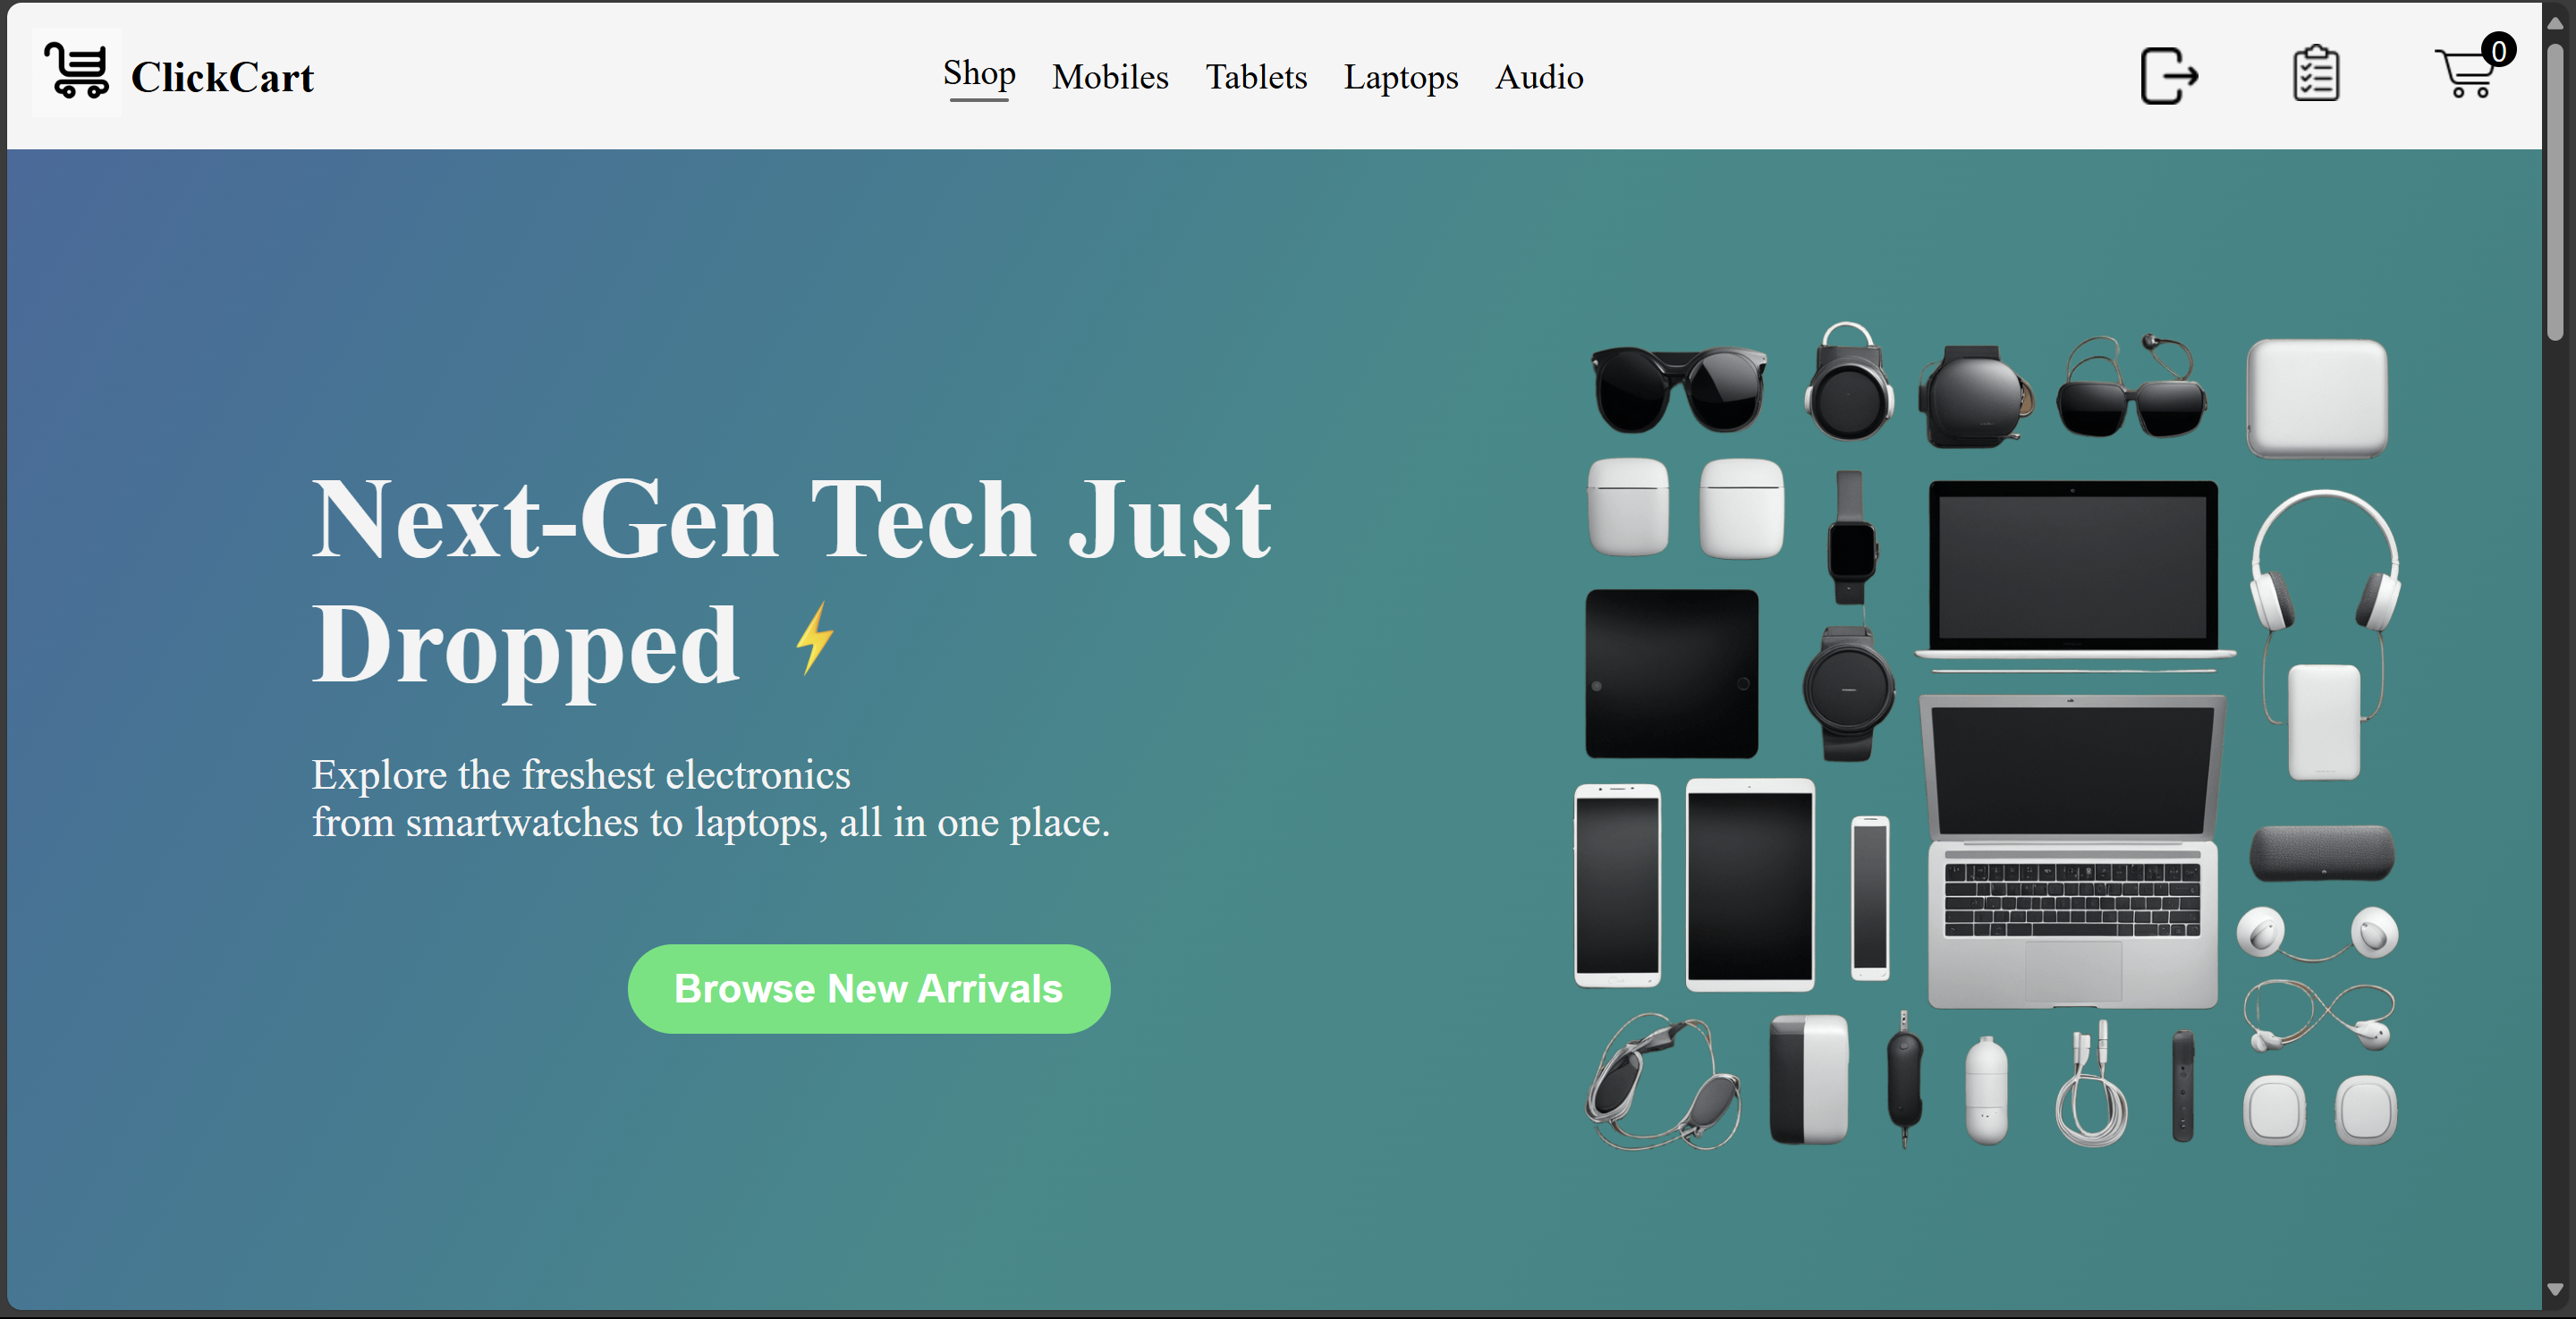 ClickCart
Shop Mobiles Tablets Laptops Audio
0
Next-Gen Tech Just
Dropped ⚡
Explore the freshest electronics
from smartwatches to laptops, all in one place.
Browse New Arrivals